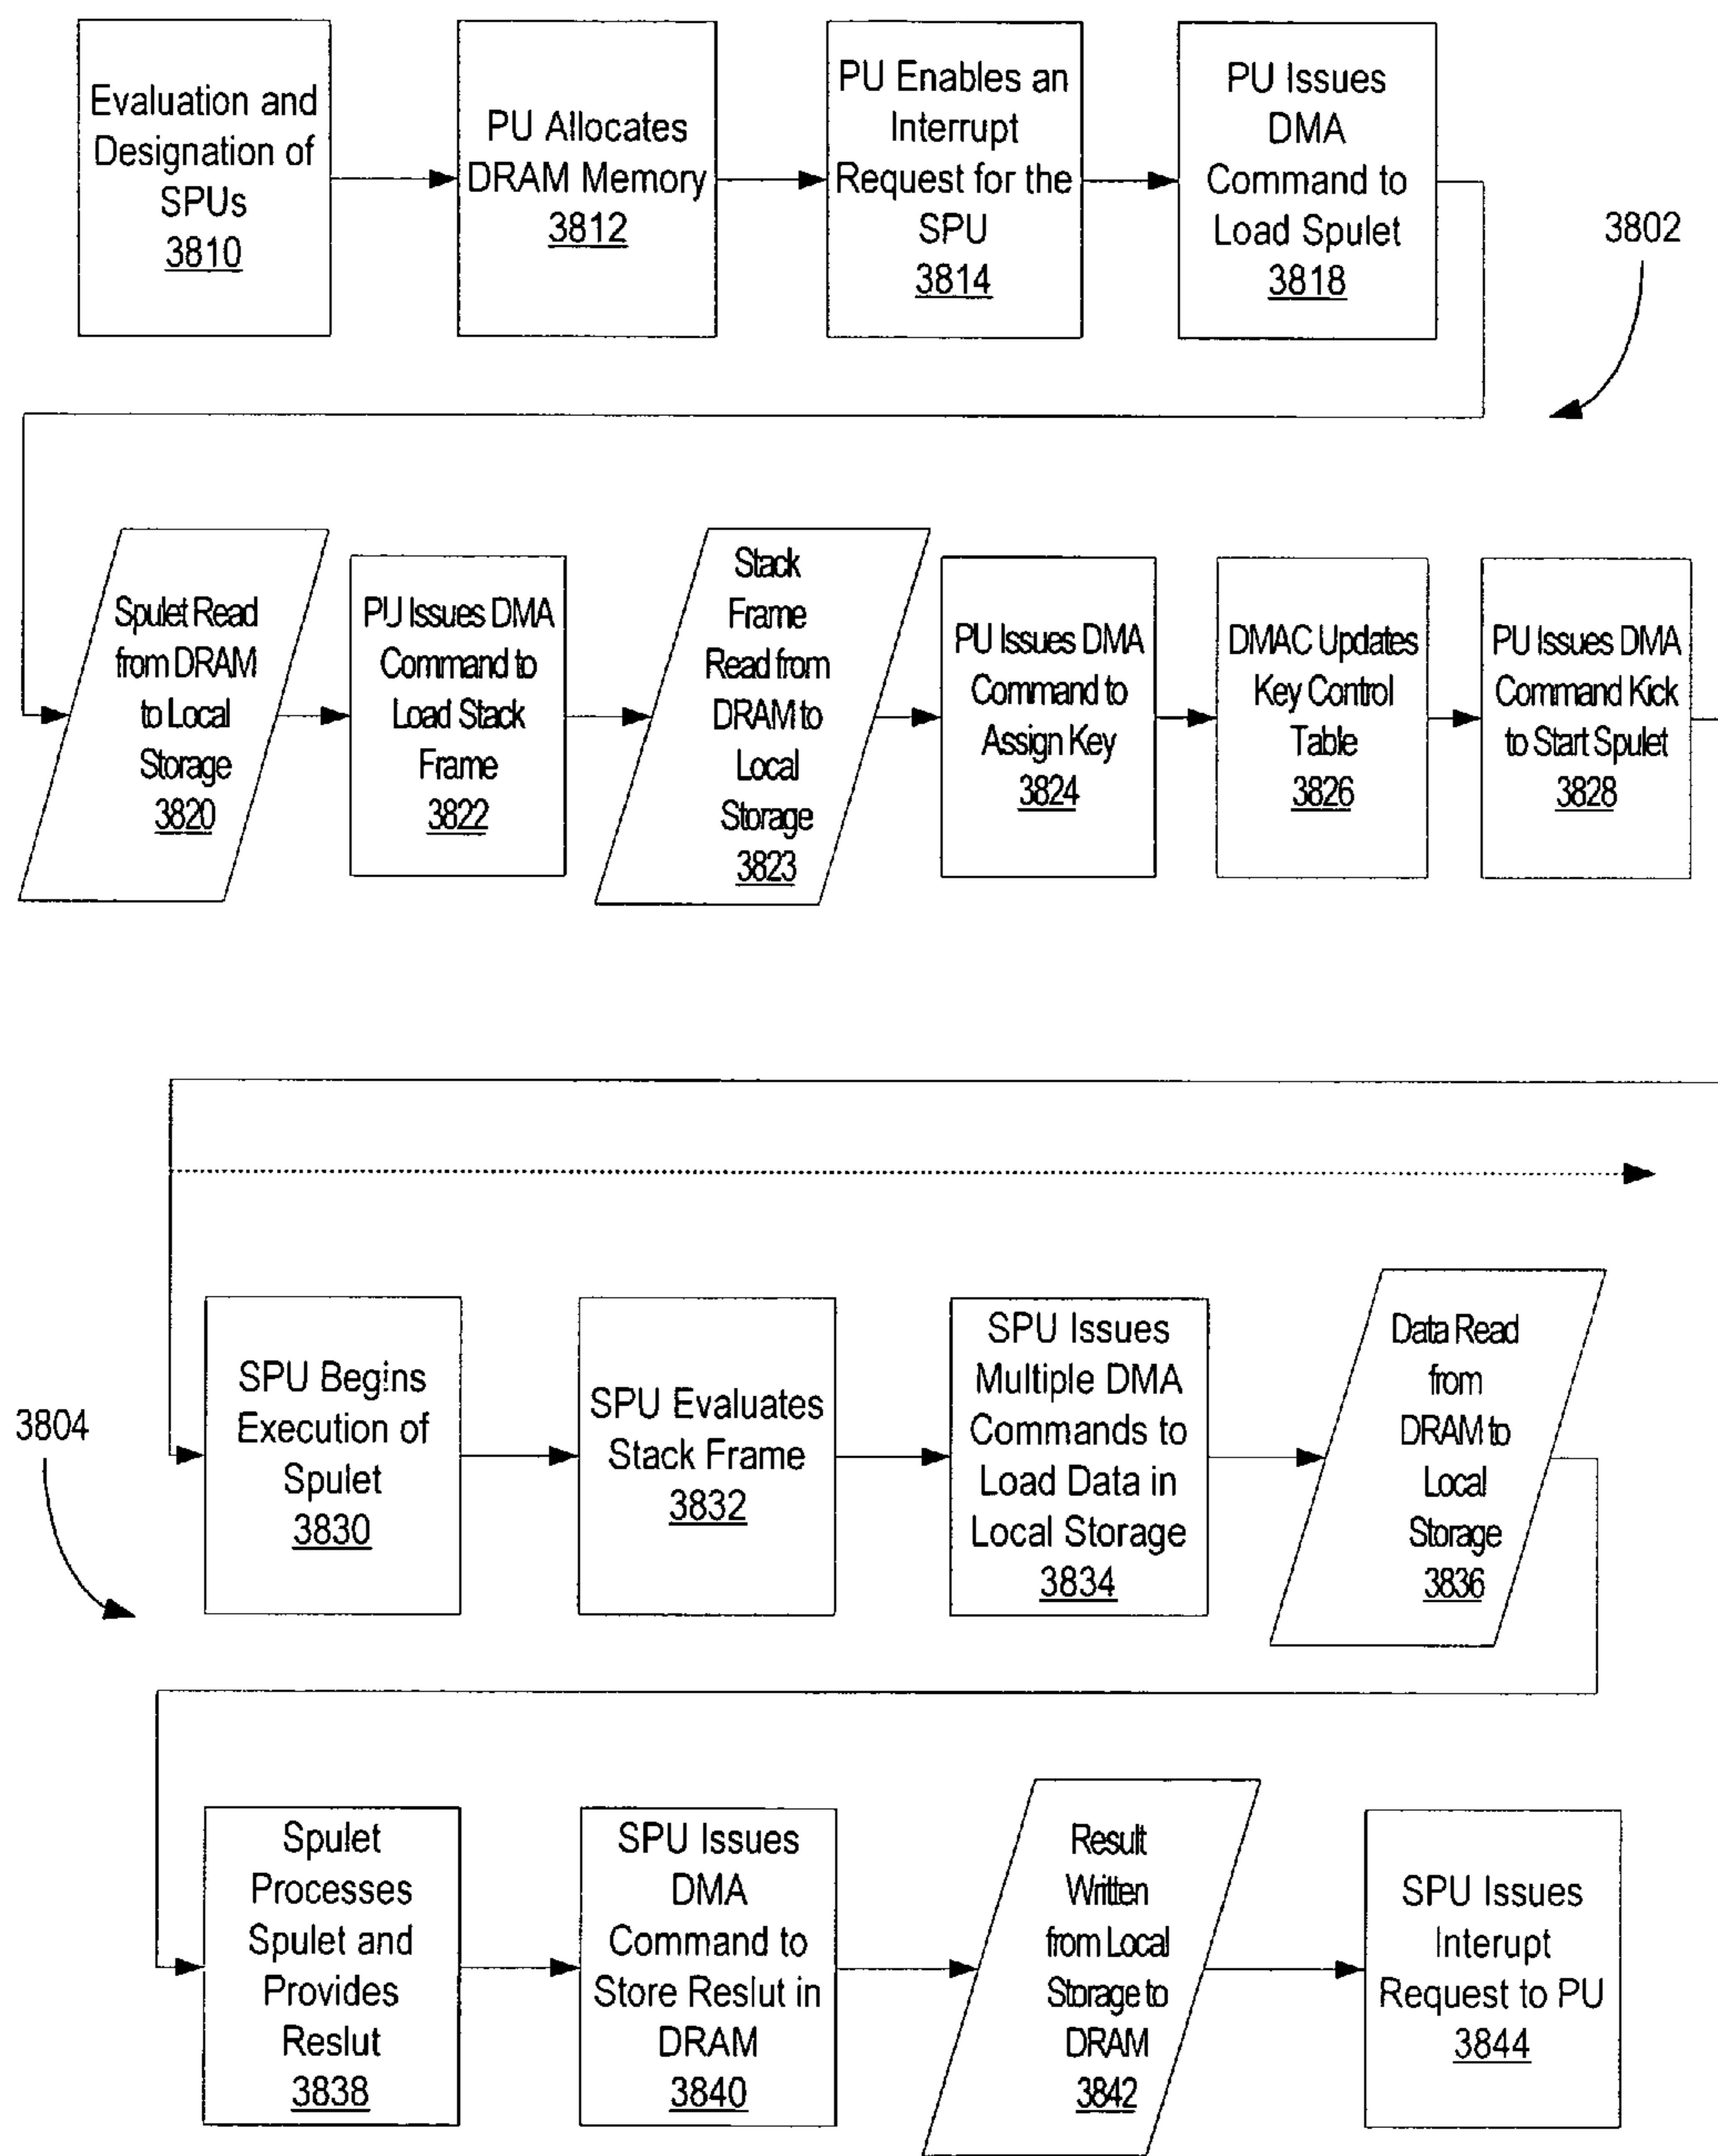 Evaluation and
Designation of
SPUs
3810
PU Allocates
DRAM Memory
3812
PU Enables an
Interrupt
Request for the
SPU
3814
PU Issues
DMA
Command to
Load Spulet
3818
3802
Spulet Read
from DRAM
to Local
Storage
3820
PU Issues DMA
Command to
Load Stack
Frame
3822
Stack
Frame
Read from
DRAM to
Local
Storage
3823
PU Issues DMA
Command to
Assign Key
3824
DMAC Updates
Key Control
Table
3826
PU Issues DMA
Command Kick
to Start Spulet
3828
3804
SPU Begins
Execution of
Spulet
3830
SPU Evaluates
Stack Frame
3832
SPU Issues
Multiple DMA
Commands to
Load Data in
Local Storage
3834
Data Read
from
DRAM to
Local
Storage
3836
Spulet
Processes
Spulet and
Provides
Reslut
3838
SPU Issues
DMA
Command to
Store Reslut in
DRAM
3840
Result
Written
from Local
Storage to
DRAM
3842
SPU Issues
Interupt
Request to PU
3844